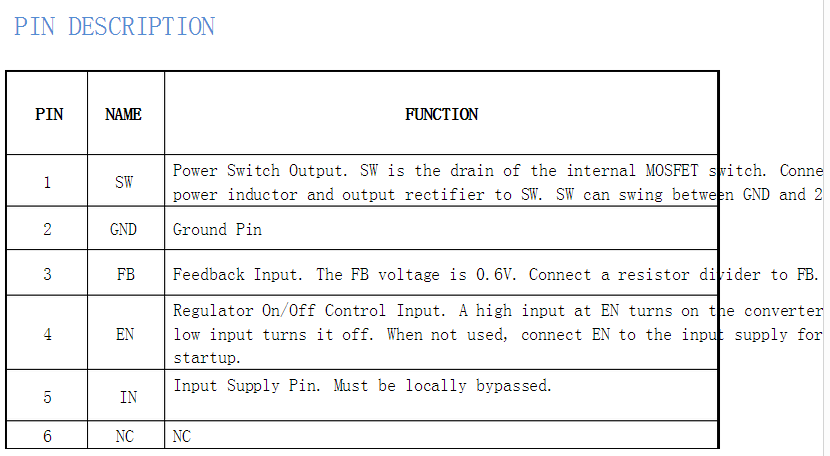 PIN DESCRIPTION
PIN NAME FUNCTION
1 SW Power Switch Output. SW is the drain of the internal MOSFET switch. Conne
power inductor and output rectifier to SW. SW can swing between GND and 2
2 GND Ground Pin
3 FB Feedback Input. The FB voltage is 0.6V. Connect a resistor divider to FB.
4 EN Regulator On/Off Control Input. A high input at EN turns on the converter
low input turns it off. When not used, connect EN to the input supply for
startup.
5 IN Input Supply Pin. Must be locally bypassed.
6 NC NC